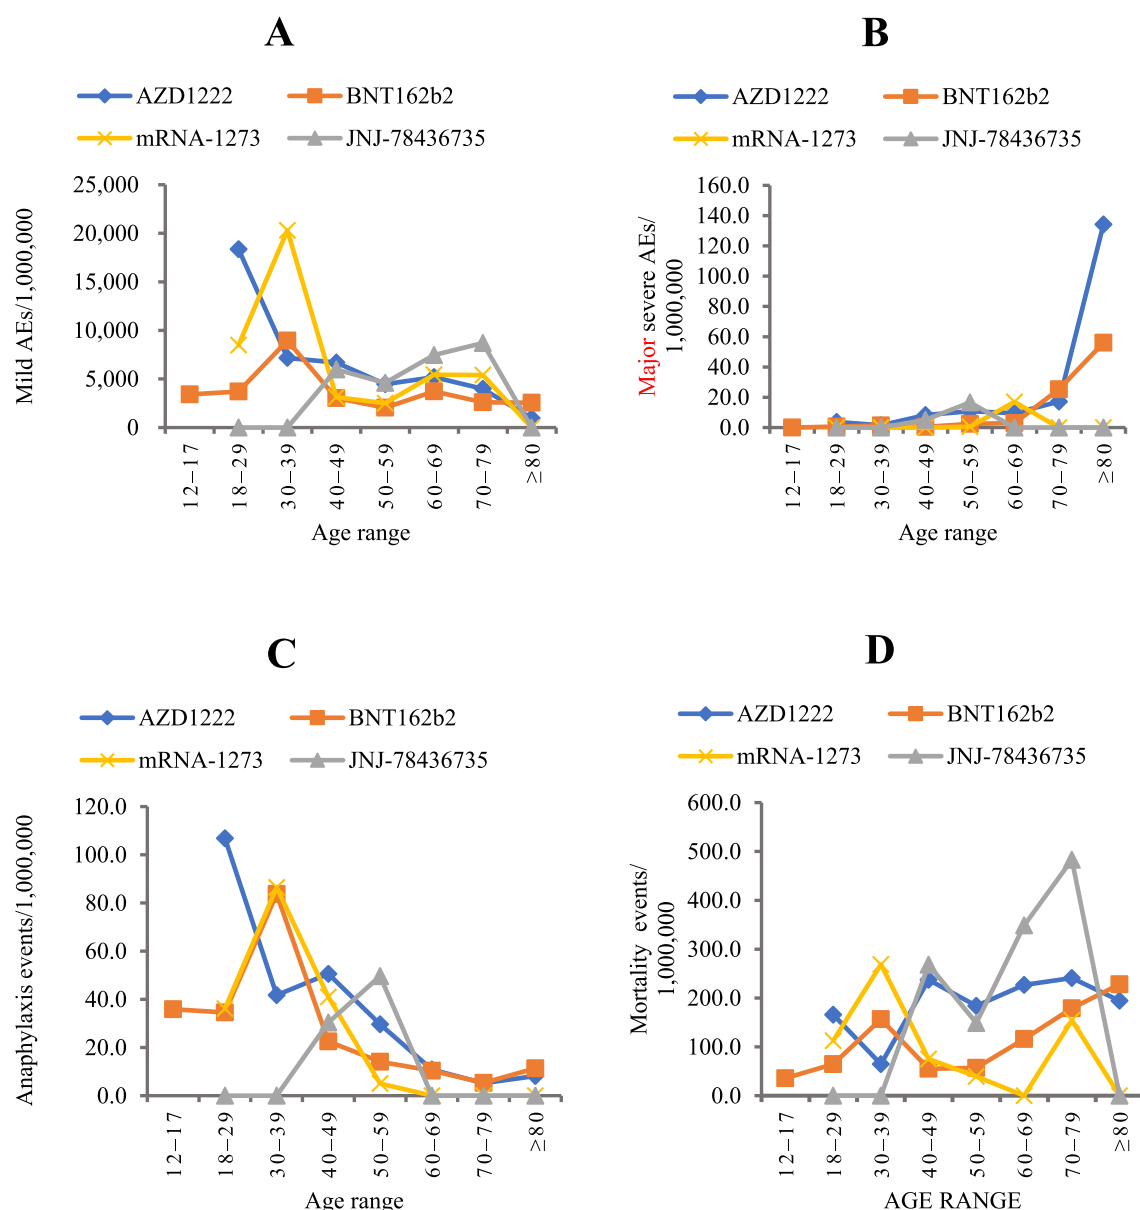 A
AZD1222
BNT162b2
mRNA-1273
JNJ-78436735
Mild AEs/1,000,000
25,000
20,000
15,000
10,000
5,000
0
12–17
18–29
30–39
40–49
50–59
60–69
70–79
≥80
Age range
B
AZD1222
BNT162b2
mRNA-1273
JNJ-78436735
Major severe AEs/
1,000,000
160.0
140.0
120.0
100.0
80.0
60.0
40.0
20.0
0.0
12–17
18–29
30–39
40–49
50–59
60–69
70–79
≥80
Age range
C
AZD1222
BNT162b2
mRNA-1273
JNJ-78436735
Anaphylaxis events/1,000,000
120.0
100.0
80.0
60.0
40.0
20.0
0.0
12–17
18–29
30–39
40–49
50–59
60–69
70–79
≥80
Age range
D
AZD1222
BNT162b2
mRNA-1273
JNJ-78436735
Mortality events/
1,000,000
600.0
500.0
400.0
300.0
200.0
100.0
0.0
12–17
18–29
30–39
40–49
50–59
60–69
70–79
≥80
AGE RANGE